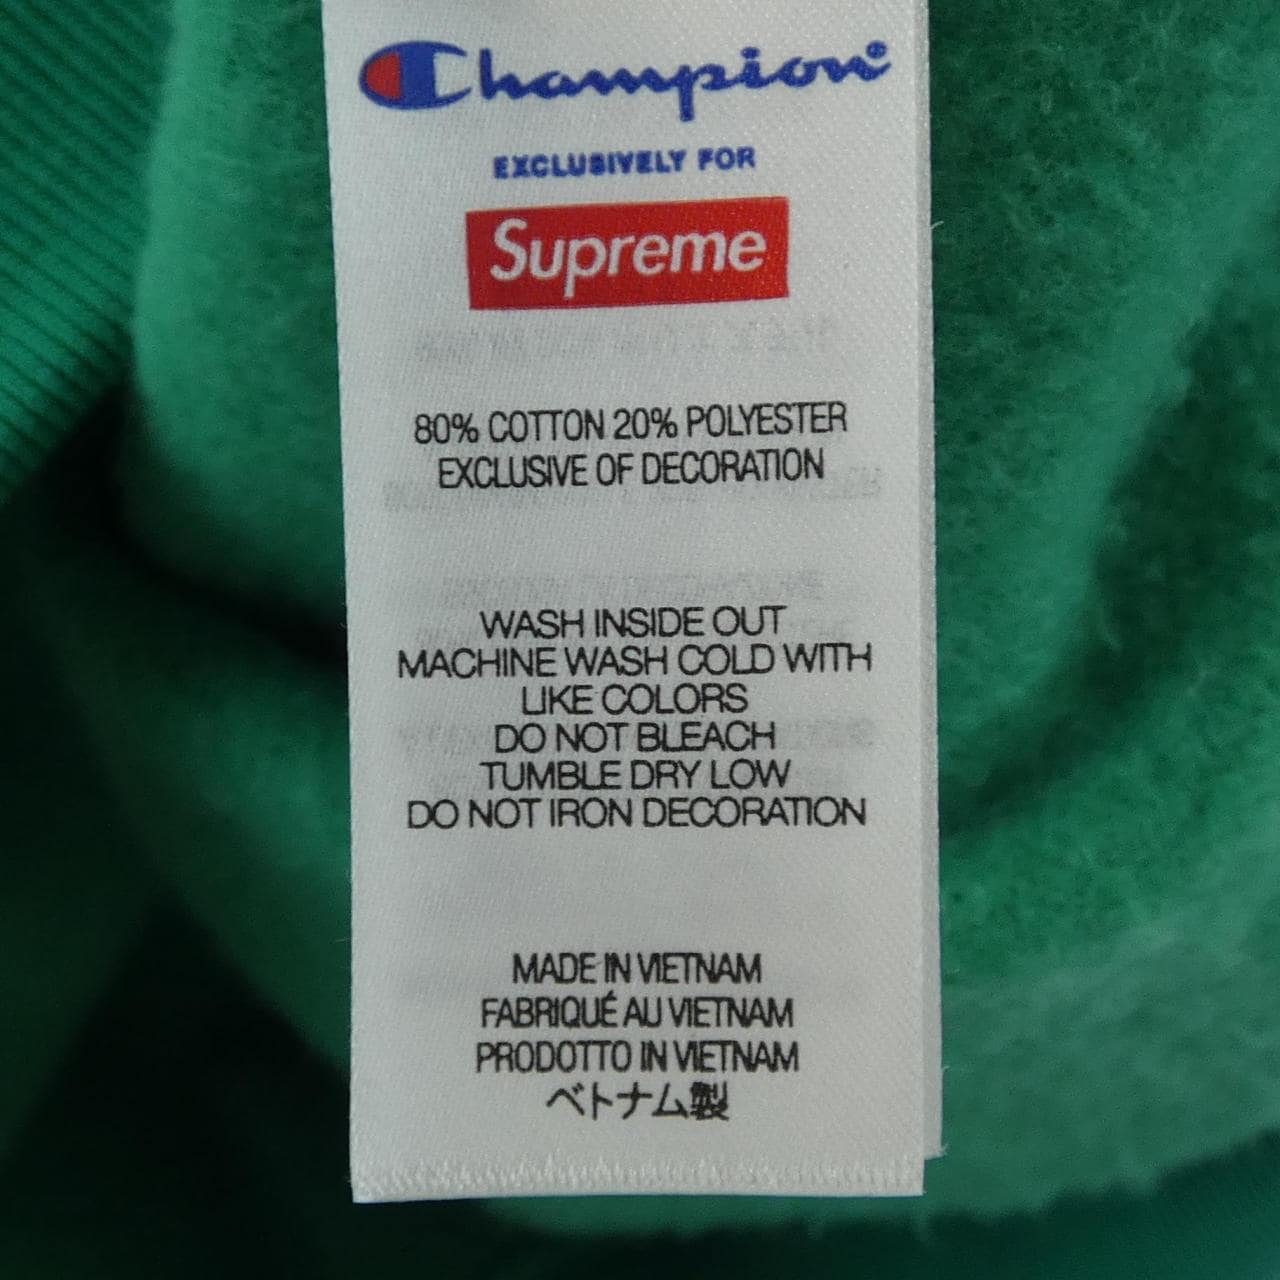 Champion®
EXCLUSIVELY FOR
Supreme
80% COTTON 20% POLYESTER
EXCLUSIVE OF DECORATION
WASH INSIDE OUT
MACHINE WASH COLD WITH
LIKE COLORS
DO NOT BLEACH
TUMBLE DRY LOW
DO NOT IRON DECORATION
MADE IN VIETNAM
FABRIQUÉ AU VIETNAM
PRODOTTO IN VIETNAM
ベトナム製